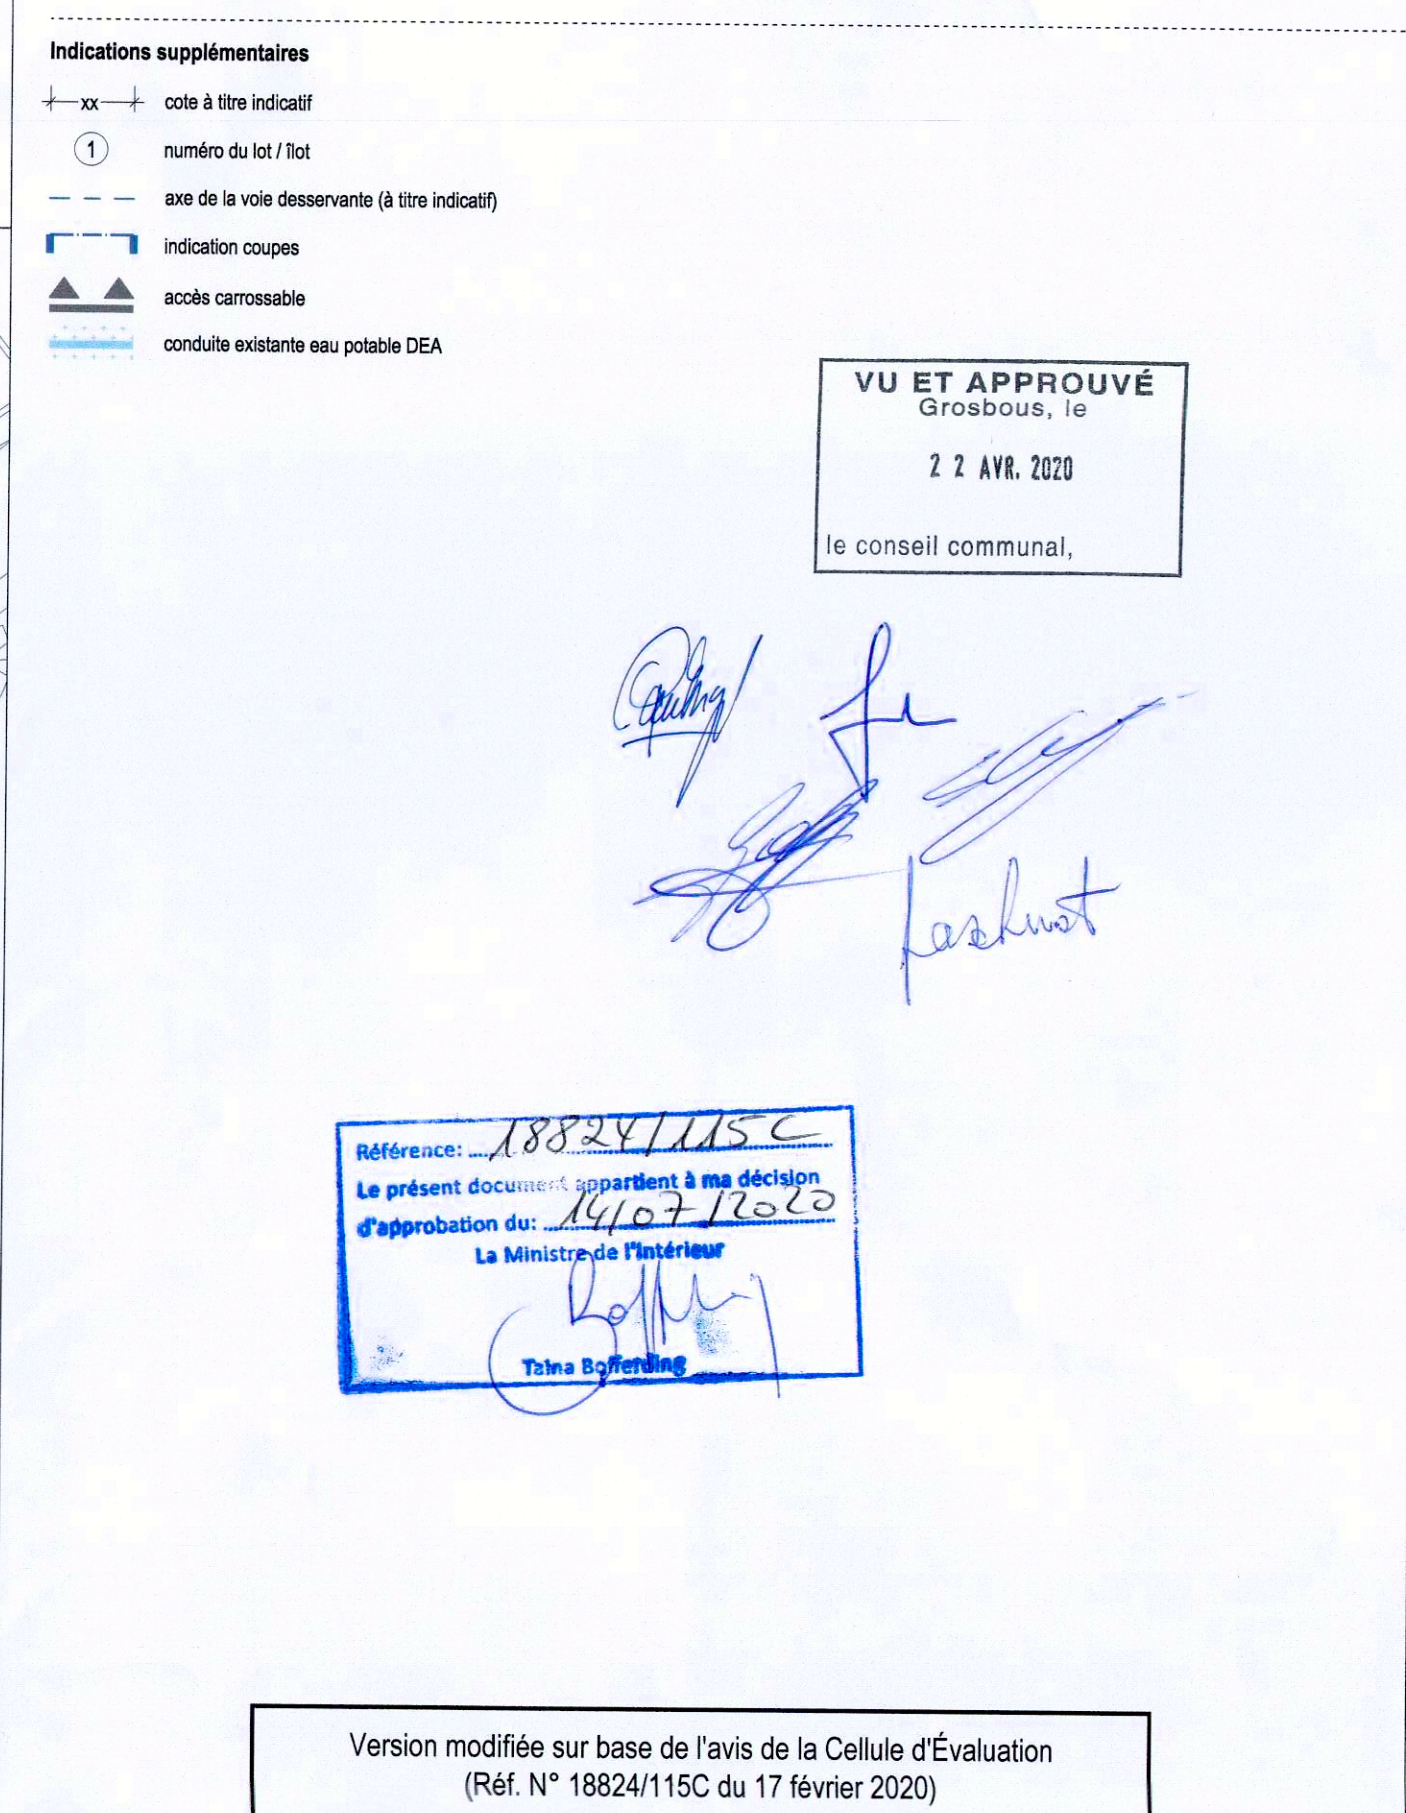 Indications supplémentaires
xx cote à titre indicatif
1 numéro du lot / îlot
axe de la voie desservante (à titre indicatif)
indication coupes
accès carrossable
conduite existante eau potable DEA
VU ET APPROUVÉ
Grosbous, le
2 2 AVR. 2020
le conseil communal,
Référence: 18824/115C
Le présent document appartient à ma décision
d'approbation du: 14/07/2020
La Ministre de l'Intérieur
Taina Bofferding
Version modifiée sur base de l'avis de la Cellule d'Évaluation
(Réf. N° 18824/115C du 17 février 2020)